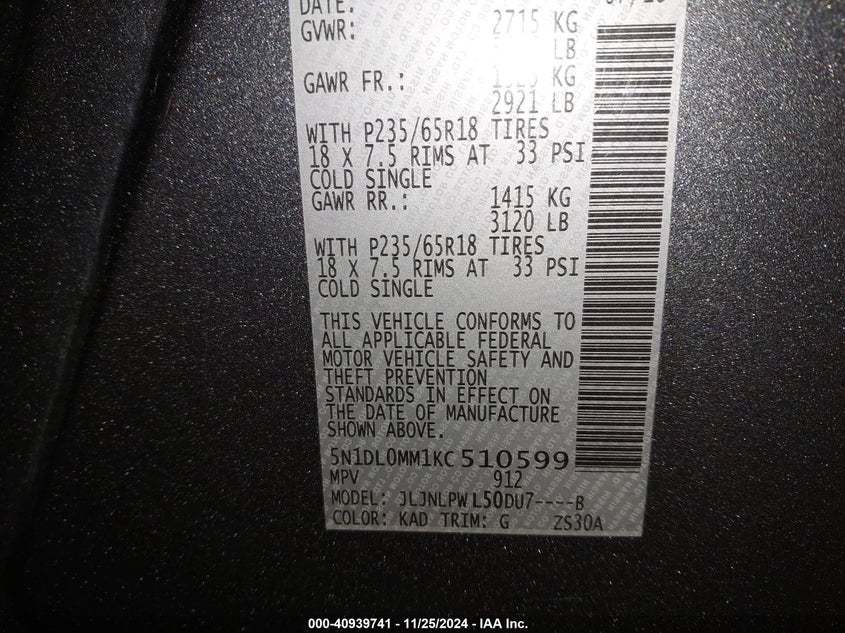 DATE:
GVWR: 2715 KG
LB
GAWR FR.: KG
2921 LB
WITH P235/65R18 TIRES
18 X 7.5 RIMS AT 33 PSI
COLD SINGLE
GAWR RR.: 1415 KG
3120 LB
WITH P235/65R18 TIRES
18 X 7.5 RIMS AT 33 PSI
COLD SINGLE
THIS VEHICLE CONFORMS TO
ALL APPLICABLE FEDERAL
MOTOR VEHICLE SAFETY AND
THEFT PREVENTION
STANDARDS IN EFFECT ON
THE DATE OF MANUFACTURE
SHOWN ABOVE.
5N1DL0MM1KC510599
MPV 912
MODEL: JLJNLPWL50DU7----B
COLOR: KAD TRIM: G ZS30A
000-40939741 - 11/25/2024 - IAA Inc.